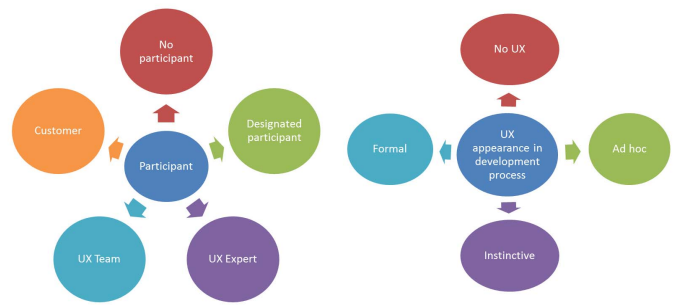 No
participant
Customer
Designated
participant
Participant
UX Team
UX Expert
No UX
Formal
UX
appearance in
development
process
Ad hoc
Instinctive